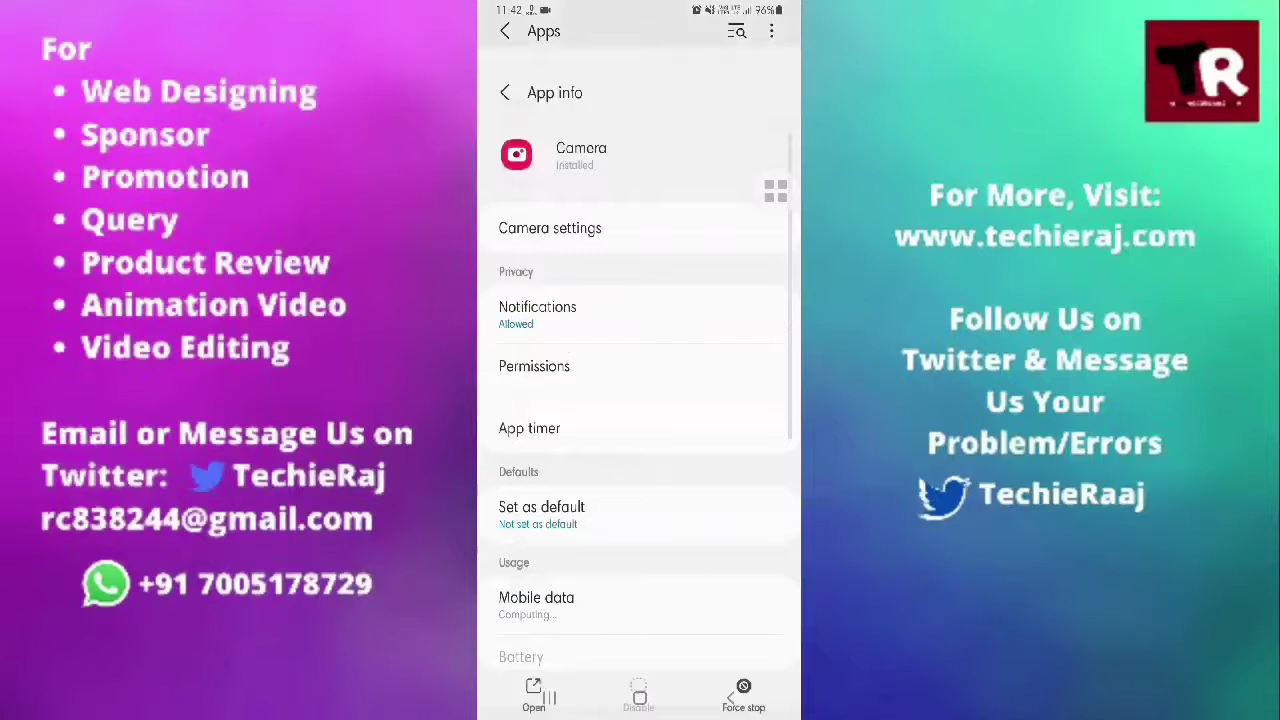 For
• Web Designing
• Sponsor
• Promotion
• Query
• Product Review
• Animation Video
• Video Editing
Email or Message Us on
Twitter: TechieRaj
rc838244@gmail.com
+91 7005178729
11:42
96%
Apps
App info
Camera
Installed
Camera settings
Privacy
Notifications
Allowed
Permissions
App timer
Defaults
Set as default
Not set as default
Usage
Mobile data
Computing...
Battery
Open
Disable
Force stop
TR
For More, Visit:
www.techieraj.com
Follow Us on
Twitter & Message
Us Your
Problem/Errors
TechieRaaj